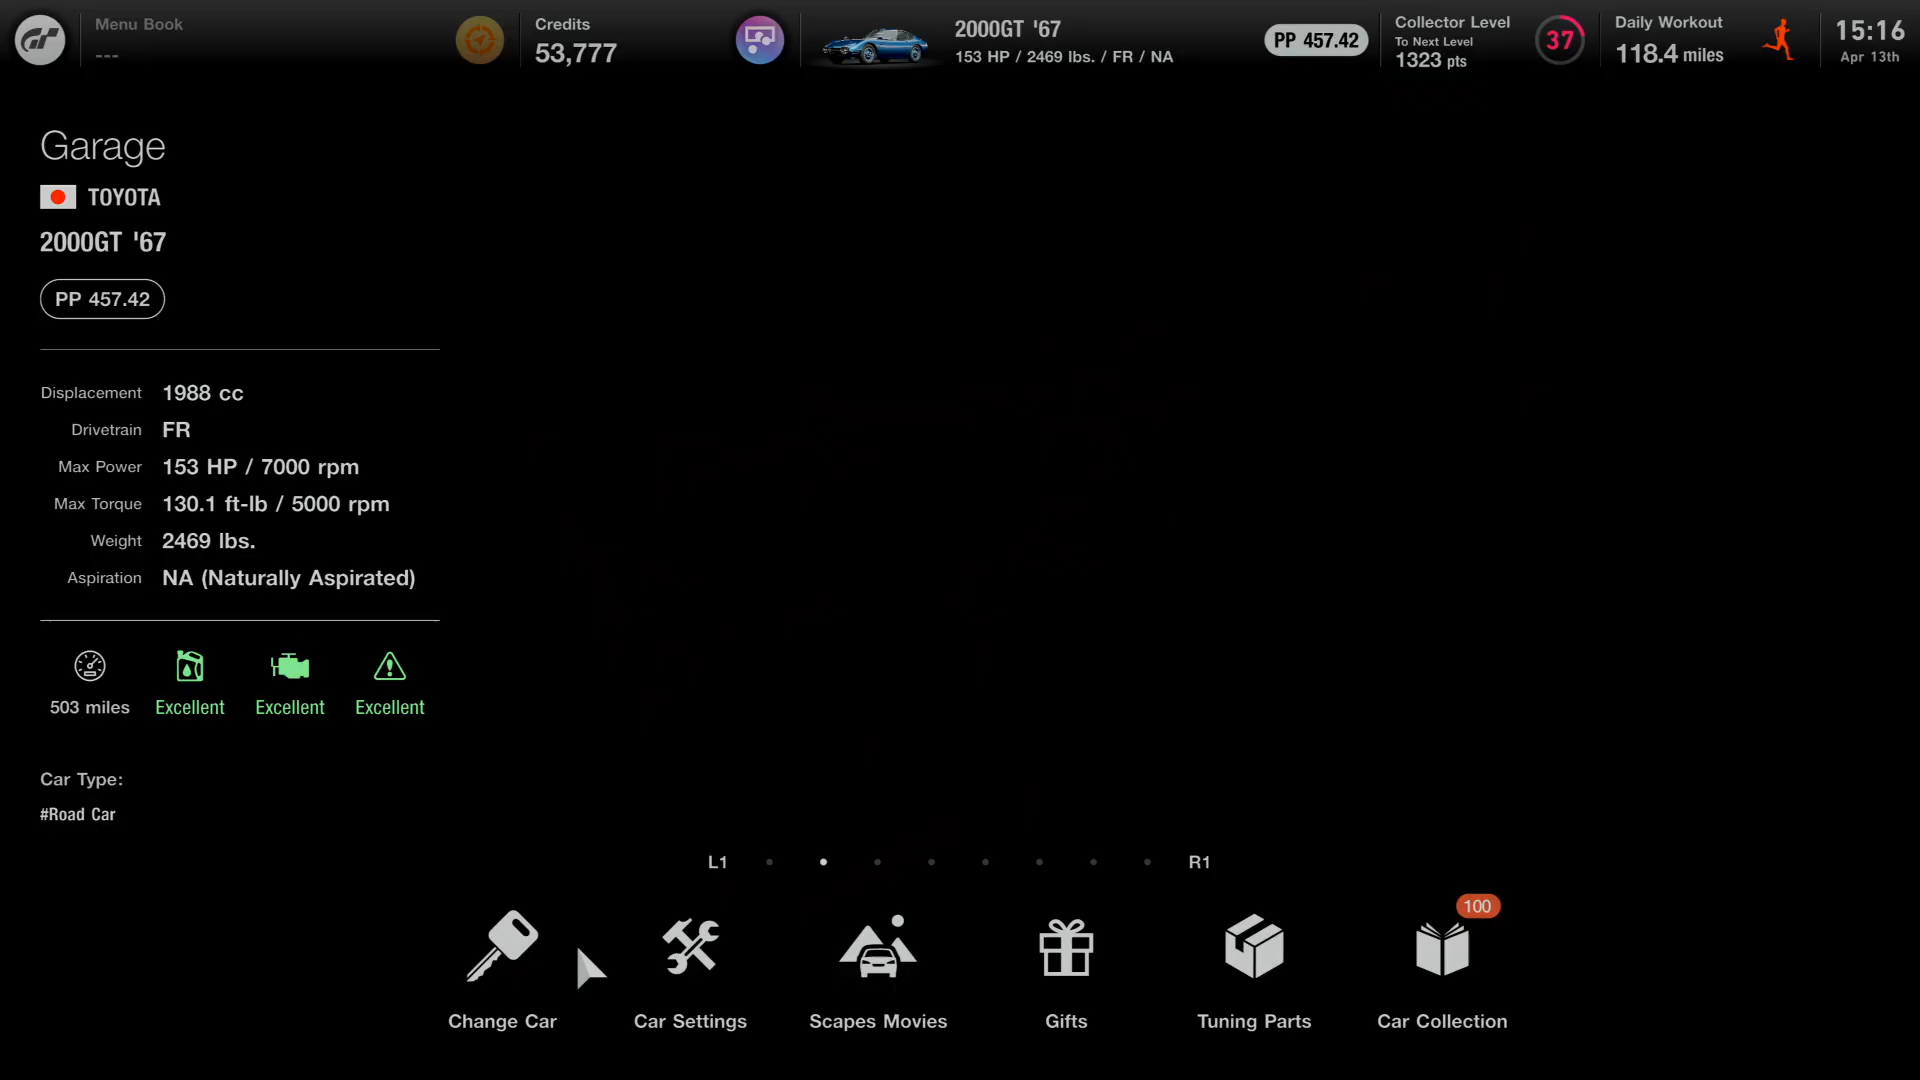 Menu Book
---
Credits
53,777
2000GT '67
153 HP / 2469 lbs. / FR / NA
PP 457.42
Collector Level
To Next Level
1323 pts
37
Daily Workout
118.4 miles
15:16
Apr 13th
Garage
TOYOTA
2000GT '67
PP 457.42
Displacement 1988 cc
Drivetrain FR
Max Power 153 HP / 7000 rpm
Max Torque 130.1 ft-lb / 5000 rpm
Weight 2469 lbs.
Aspiration NA (Naturally Aspirated)
503 miles Excellent Excellent Excellent
Car Type:
#Road Car
L1 R1
100
Change Car Car Settings Scapes Movies Gifts Tuning Parts Car Collection